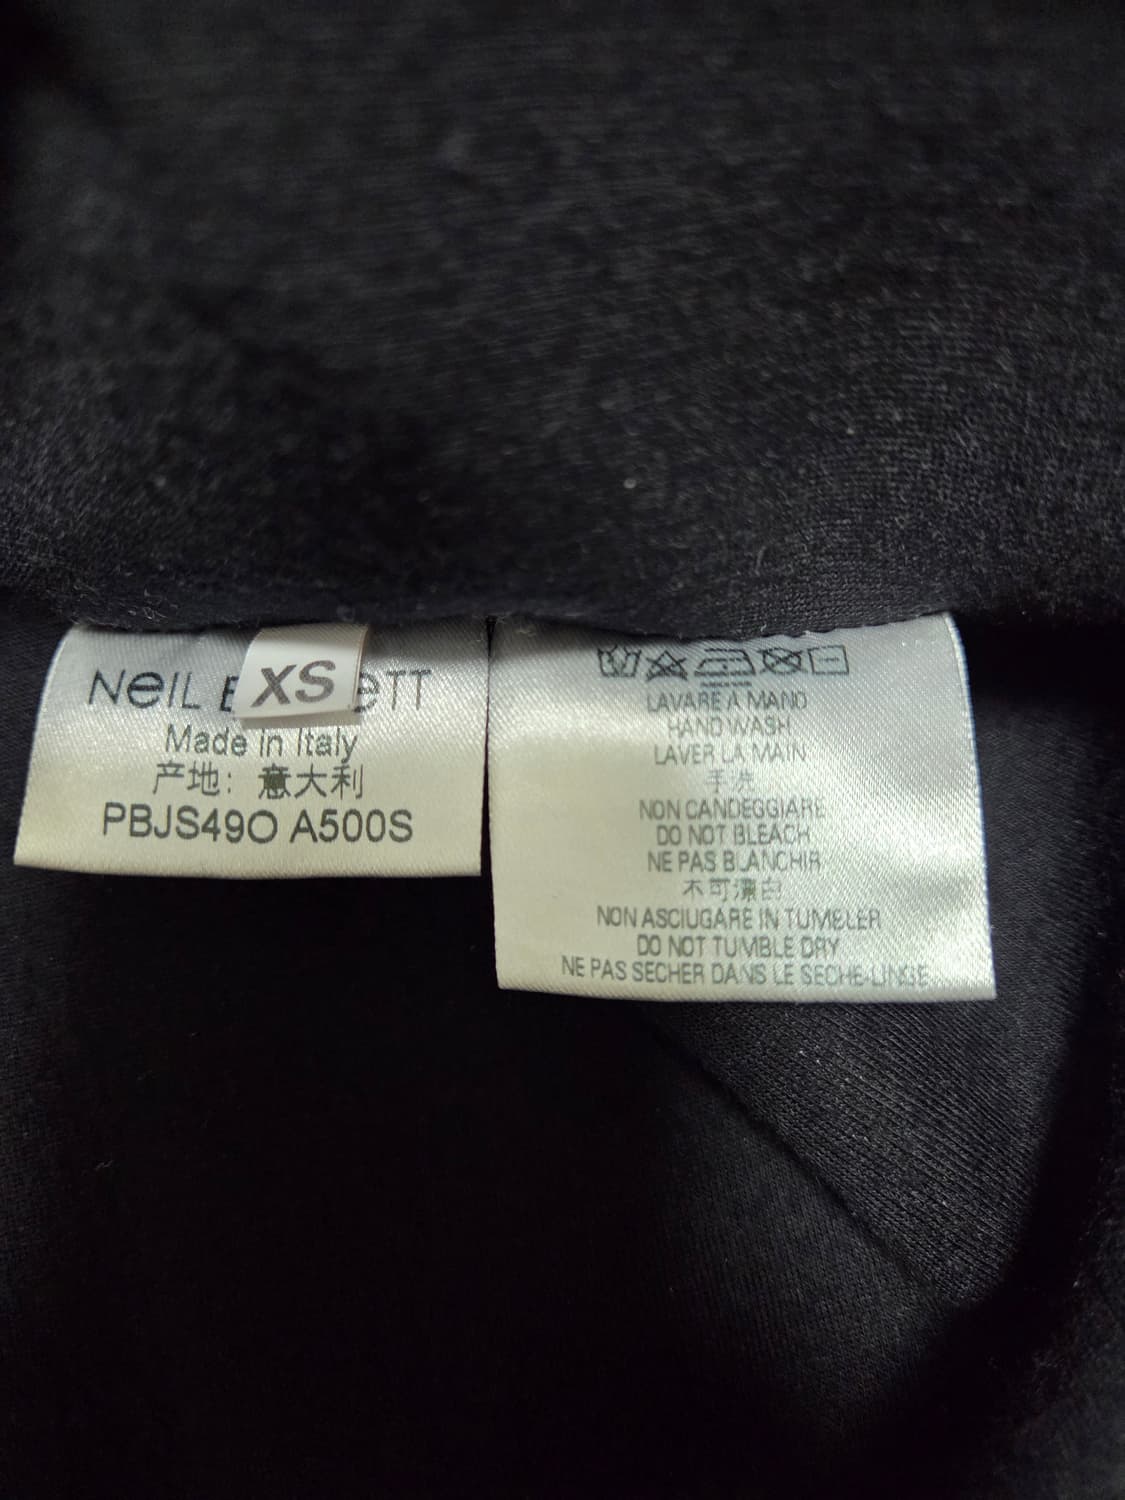 NeiL
XS
eTT
Made in Italy
产地：意大利
PBJS49O A500S
LAVARE A MANO
HAND WASH
LAVER LA MAIN
手洗
NON CANDEGGIARE
DO NOT BLEACH
NE PAS BLANCHIR
不可漂白
NON ASCIUGARE IN TUMBLER
DO NOT TUMBLE DRY
NE PAS SECHER DANS LE SECHE-LINGE